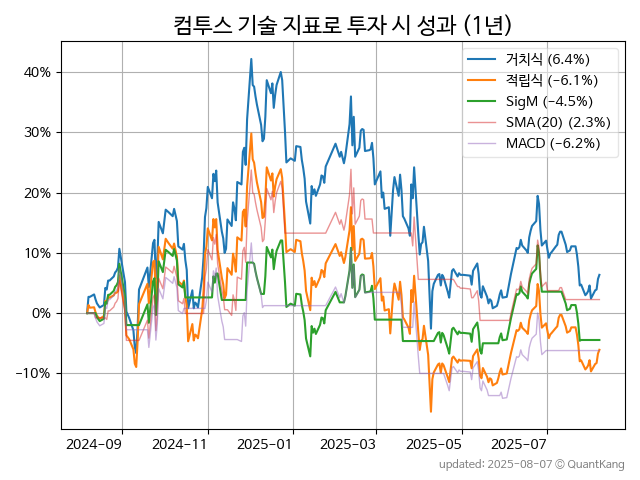 컴투스 기술 지표로 투자 시 성과 (1년)
거치식 (6.4%)
적립식 (−6.1%)
SigM (−4.5%)
SMA(20) (2.3%)
MACD (−6.2%)
40%
30%
20%
10%
0%
−10%
2024-09 2024-11 2025-01 2025-03 2025-05 2025-07
updated: 2025-08-07 © QuantKang